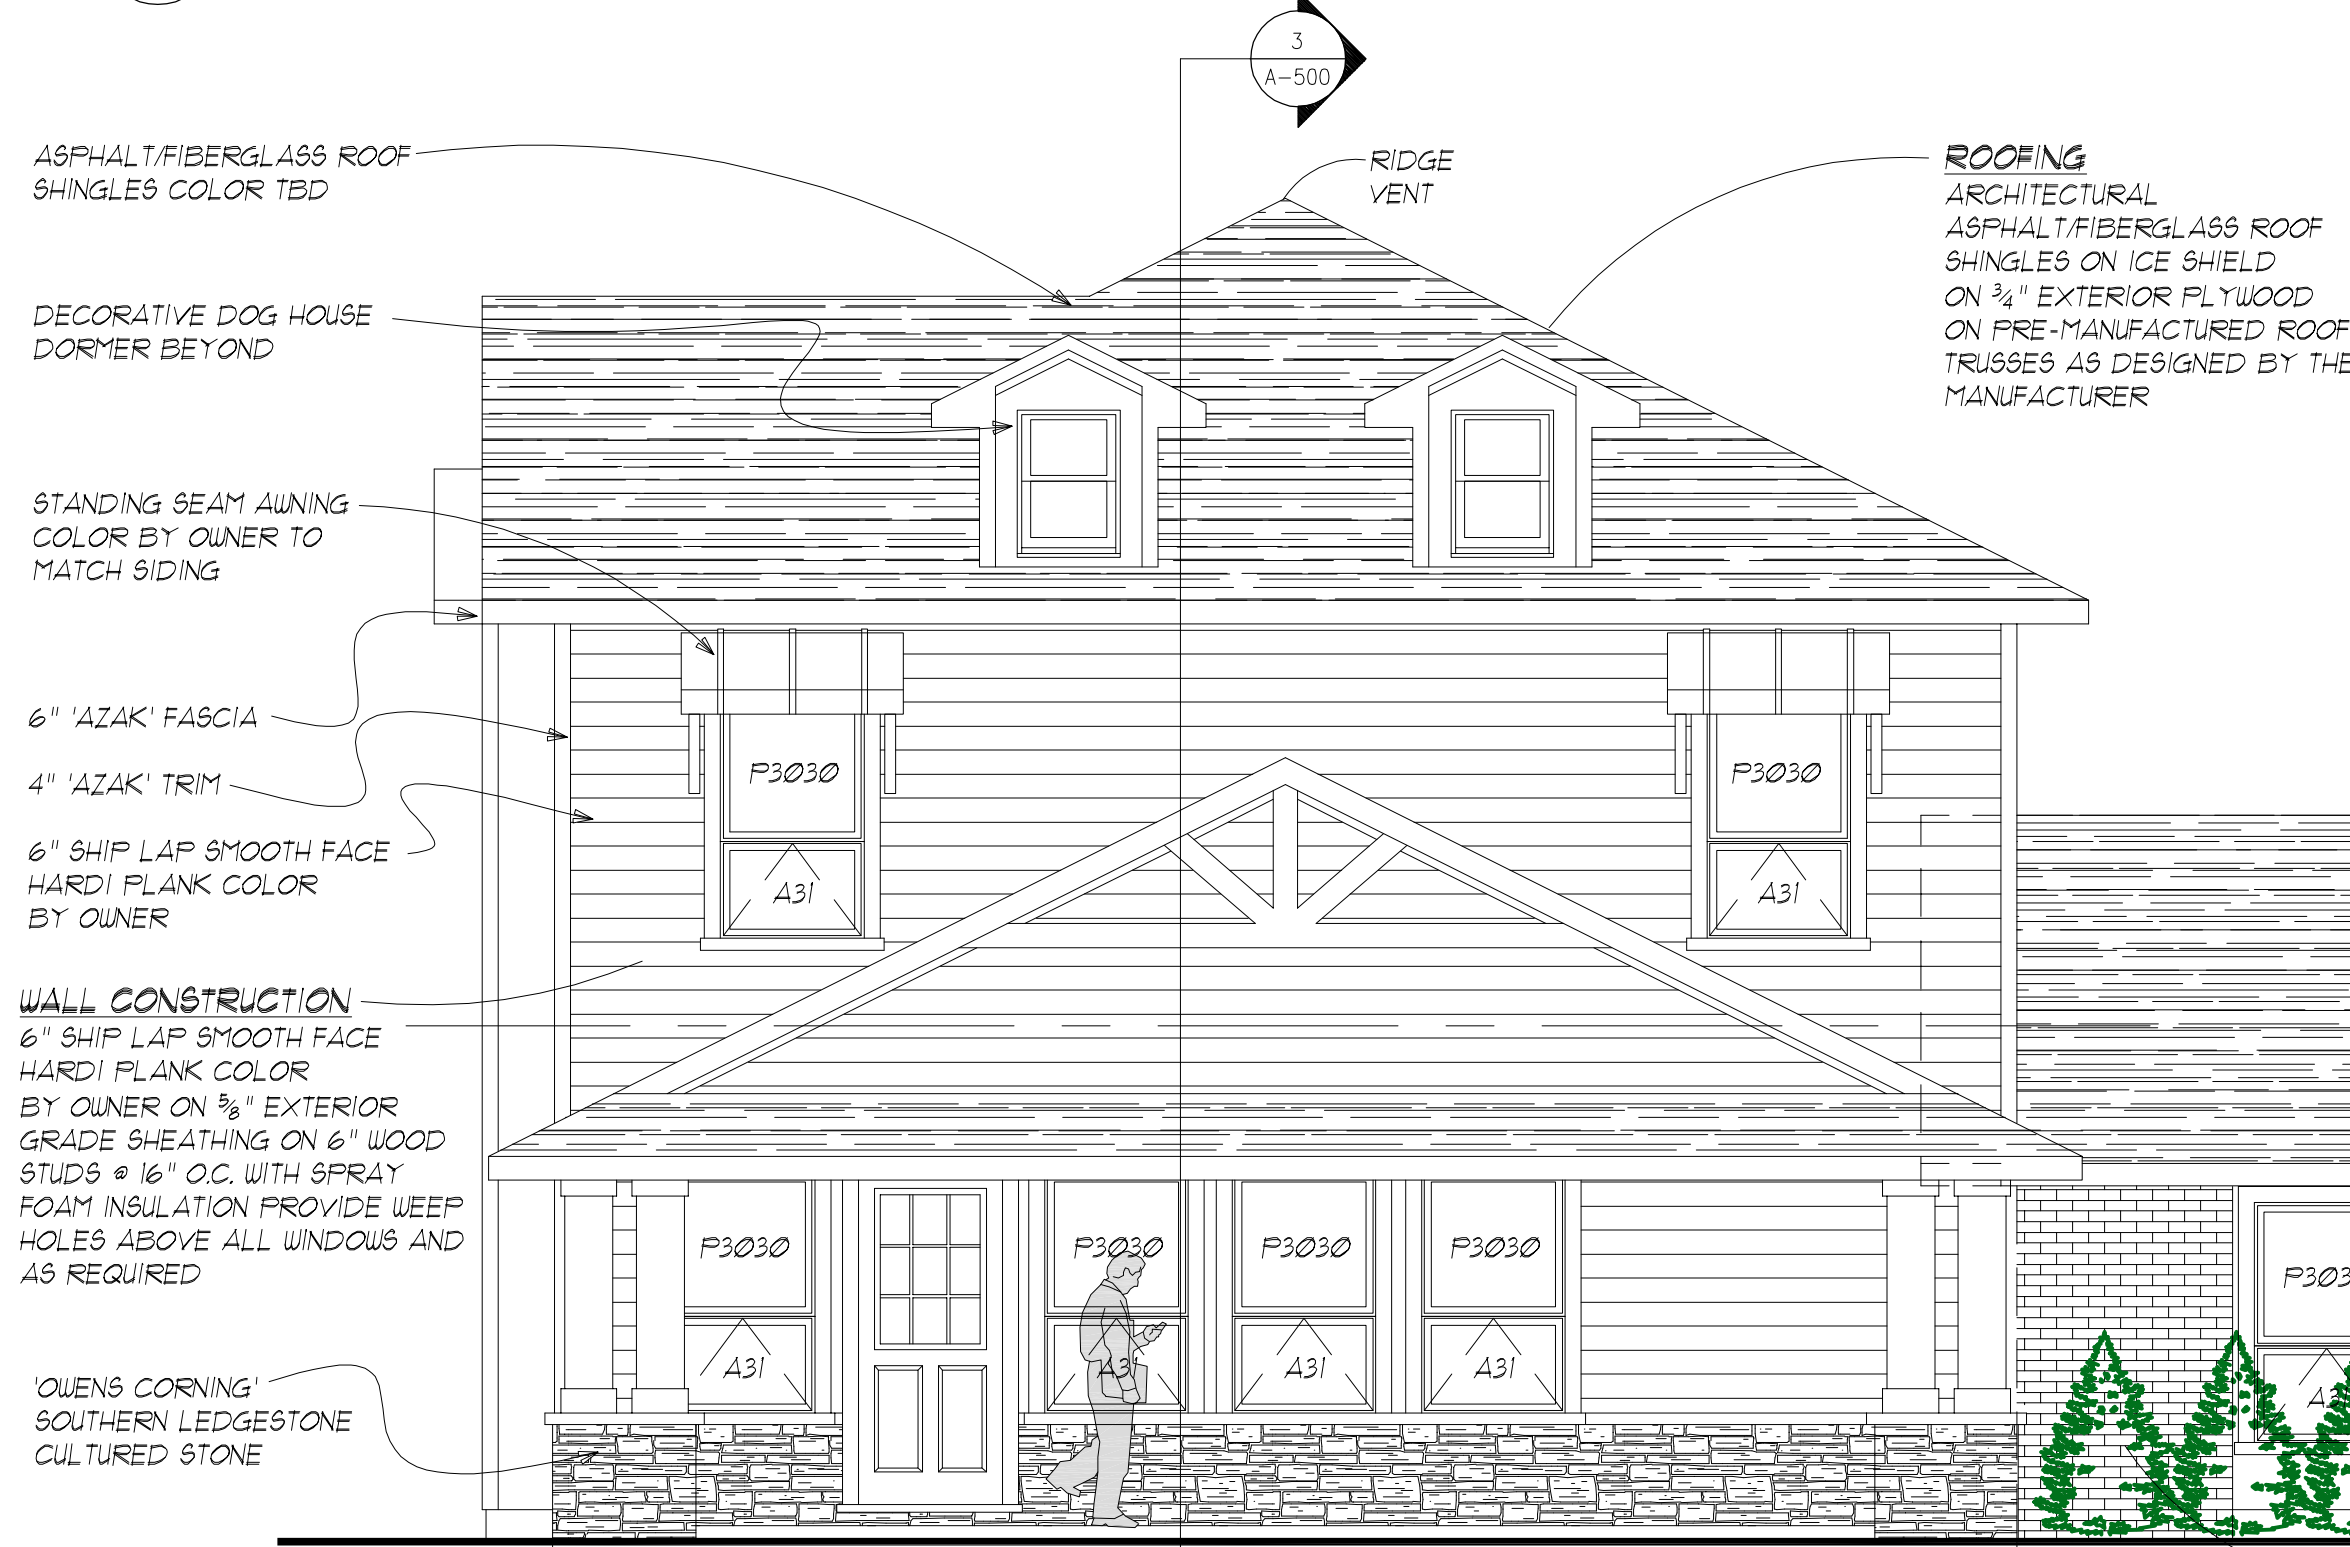 3
A-500
ASPHALT/FIBERGLASS ROOF
SHINGLES COLOR TBD
RIDGE
VENT
ROOFING
ARCHITECTURAL
ASPHALT/FIBERGLASS ROOF
SHINGLES ON ICE SHIELD
ON 3/4" EXTERIOR PLYWOOD
ON PRE-MANUFACTURED ROOF
TRUSSES AS DESIGNED BY THE
MANUFACTURER
DECORATIVE DOG HOUSE
DORMER BEYOND
STANDING SEAM AWNING
COLOR BY OWNER TO
MATCH SIDING
6" 'AZAK' FASCIA
4" 'AZAK' TRIM
6" SHIP LAP SMOOTH FACE
HARDI PLANK COLOR
BY OWNER
P3030
A31
P3030
A31
WALL CONSTRUCTION
6" SHIP LAP SMOOTH FACE
HARDI PLANK COLOR
BY OWNER ON 5/8" EXTERIOR
GRADE SHEATHING ON 6" WOOD
STUDS @ 16" O.C. WITH SPRAY
FOAM INSULATION PROVIDE WEEP
HOLES ABOVE ALL WINDOWS AND
AS REQUIRED
P3030
A31
P3030
A31
P3030
A31
P3030
A31
'OWENS CORNING'
SOUTHERN LEDGESTONE
CULTURED STONE